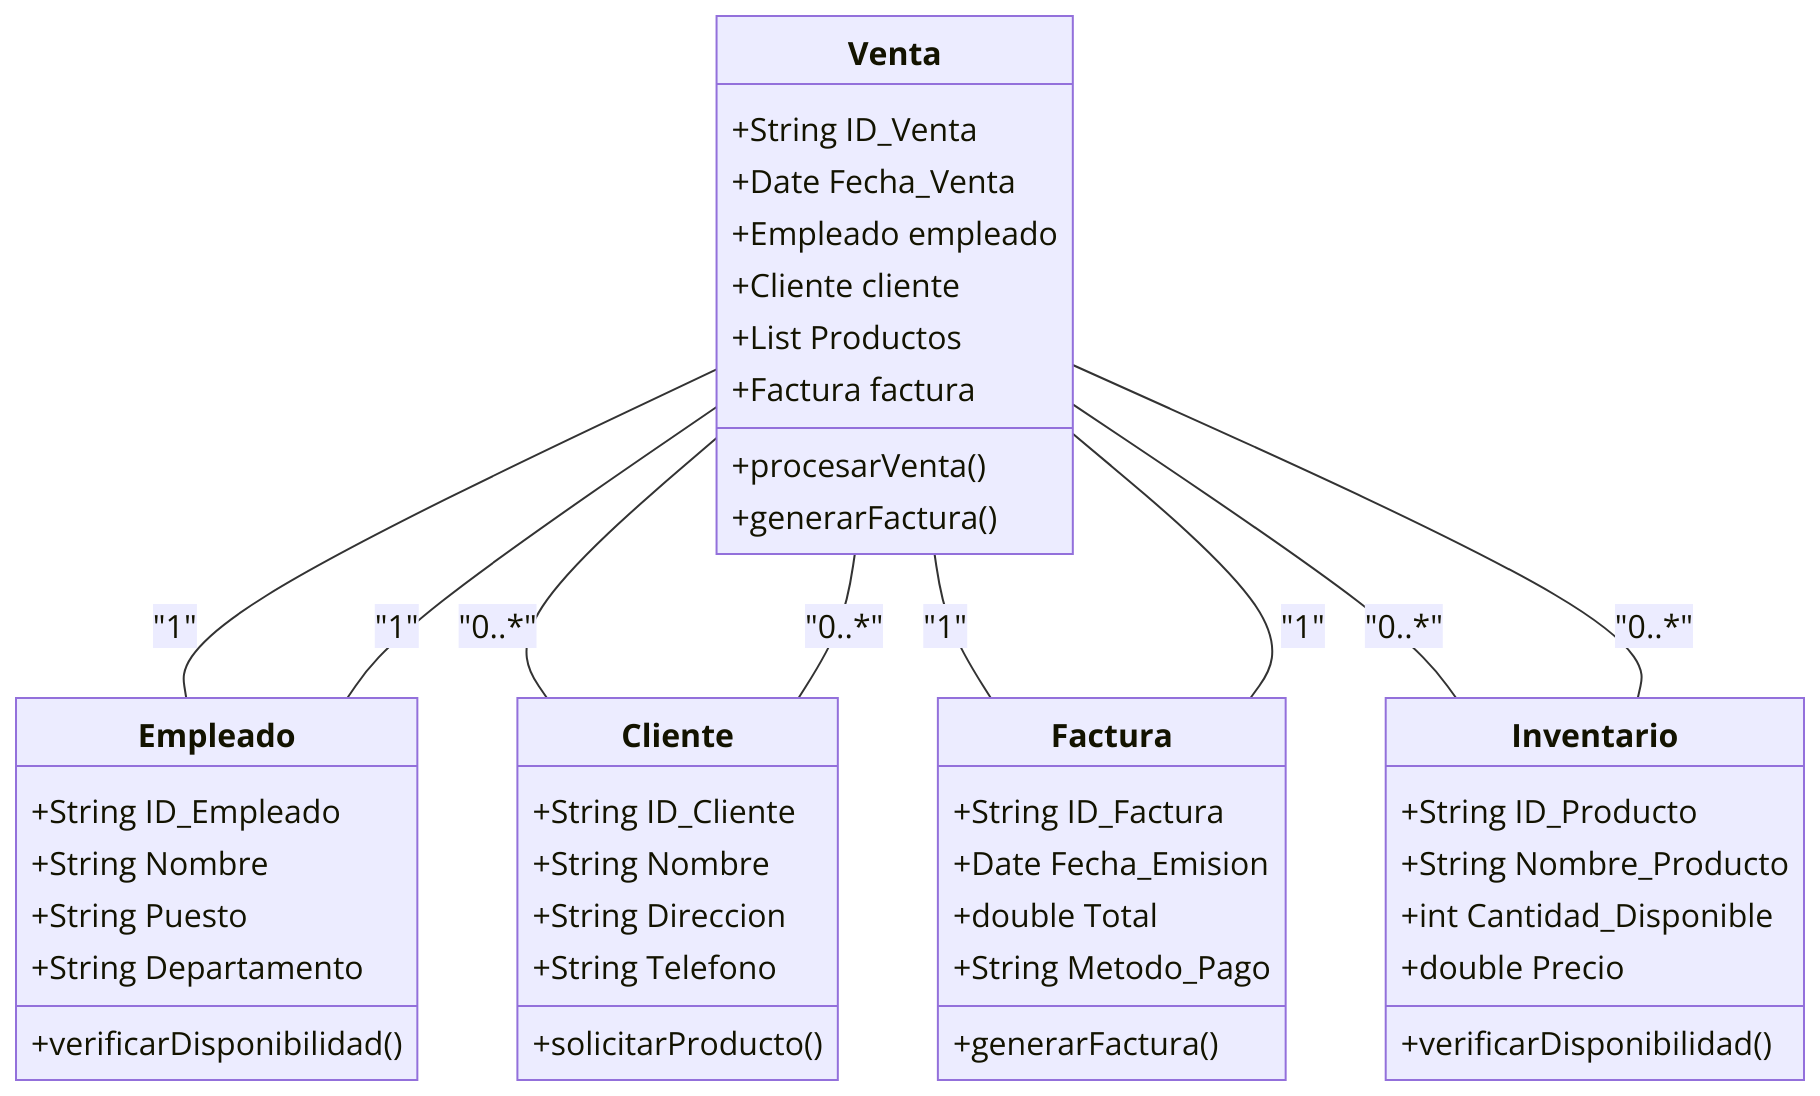 Venta
+String ID_Venta
+Date Fecha_Venta
+Empleado empleado
+Cliente cliente
+List Productos
+Factura factura
+procesarVenta()
+generarFactura()
"1"
"1"
"0..*"
"0..*"
"1"
"1"
"0..*"
"0..*"
Empleado
+String ID_Empleado
+String Nombre
+String Puesto
+String Departamento
+verificarDisponibilidad()
Cliente
+String ID_Cliente
+String Nombre
+String Direccion
+String Telefono
+solicitarProducto()
Factura
+String ID_Factura
+Date Fecha_Emision
+double Total
+String Metodo_Pago
+generarFactura()
Inventario
+String ID_Producto
+String Nombre_Producto
+int Cantidad_Disponible
+double Precio
+verificarDisponibilidad()